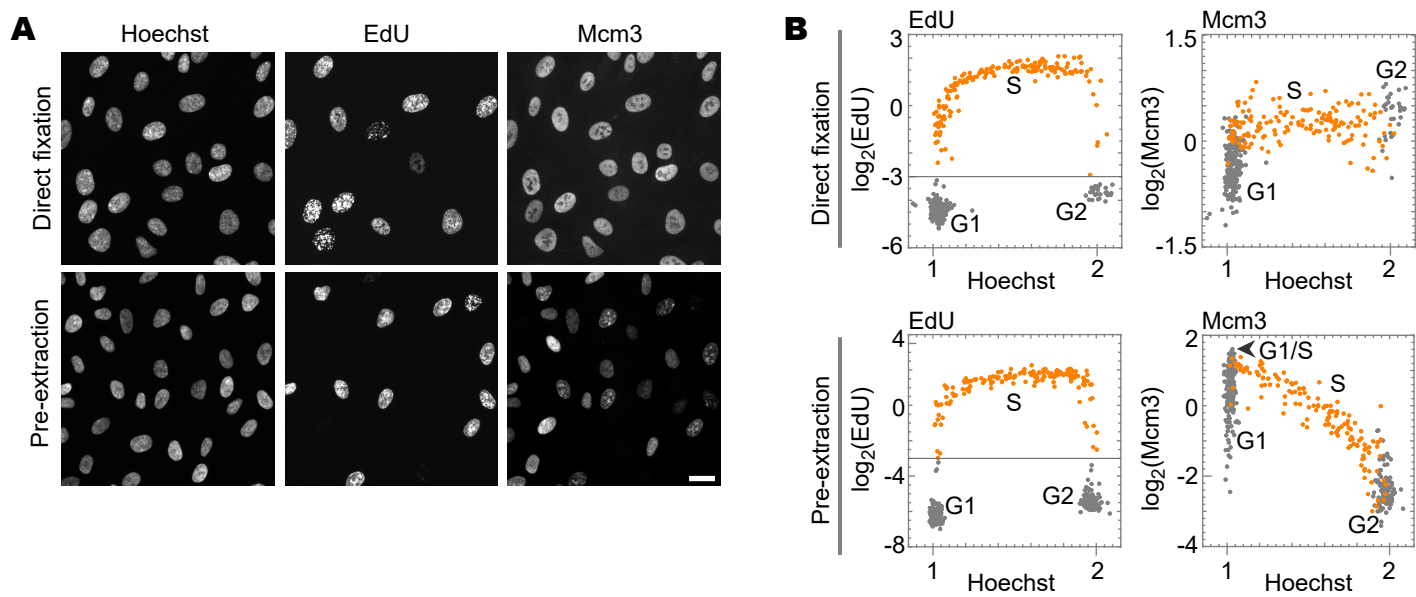 A
Hoechst EdU Mcm3
Direct fixation
Pre-extraction
B
Direct fixation
EdU
3
0
-3
-6
log2(EdU)
S
G1
G2
1 2
Hoechst
Mcm3
1.5
0
-1.5
log2(Mcm3)
S
G2
G1
1 2
Hoechst
Pre-extraction
EdU
4
0
-4
-8
log2(EdU)
S
G1
G2
1 2
Hoechst
Mcm3
2
0
-2
-4
log2(Mcm3)
G1/S
S
G1
G2
1 2
Hoechst